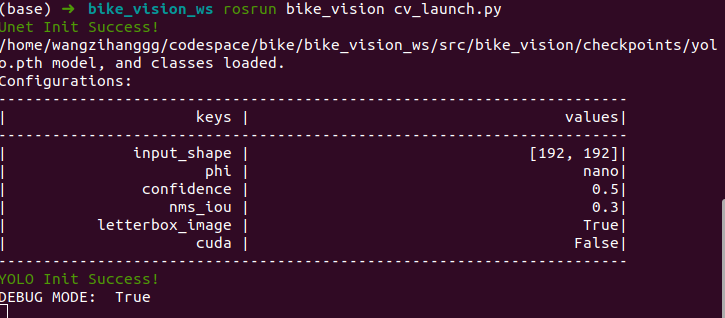 (base) ➜  bike_vision_ws rosrun bike_vision cv_launch.py
Unet Init Success!
/home/wangzihanggg/codespace/bike/bike_vision_ws/src/bike_vision/checkpoints/yol
o.pth model, and classes loaded.
Configurations:
----------------------------------------------------------------------
|                     keys |                                   values|
----------------------------------------------------------------------
|              input_shape |                               [192, 192]|
|                      phi |                                     nano|
|               confidence |                                      0.5|
|                  nms_iou |                                      0.3|
|          letterbox_image |                                     True|
|                     cuda |                                    False|
----------------------------------------------------------------------
YOLO Init Success!
DEBUG MODE:  True